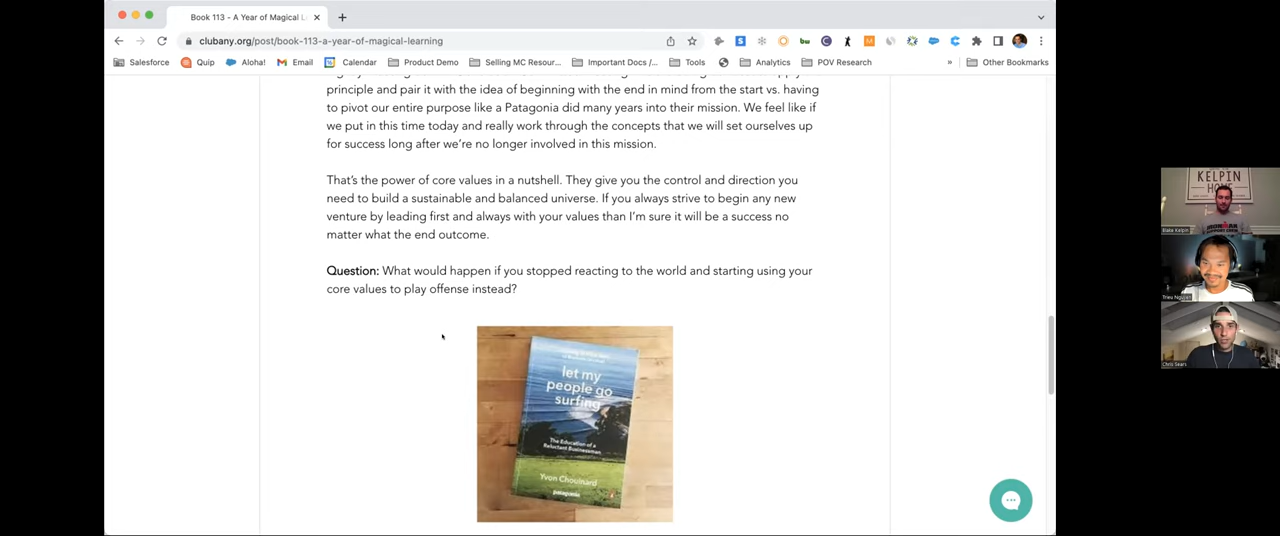 Book 113 - A Year of Magical L
clubany.org/post/book-113-a-year-of-magical-learning
Salesforce Quip Aloha! Email Calendar Product Demo Selling MC Resour... Important Docs /... Tools Analytics POV Research » Other Bookmarks
principle and pair it with the idea of beginning with the end in mind from the start vs. having
to pivot our entire purpose like a Patagonia did many years into their mission. We feel like if
we put in this time today and really work through the concepts that we will set ourselves up
for success long after we're no longer involved in this mission.
That's the power of core values in a nutshell. They give you the control and direction you
need to build a sustainable and balanced universe. If you always strive to begin any new
venture by leading first and always with your values than I'm sure it will be a success no
matter what the end outcome.
Question: What would happen if you stopped reacting to the world and starting using your
core values to play offense instead?
let my
people go
surfing
The Education of a
Reluctant Businessman
Yvon Chouinard
patagonia
KELPIN
HOME
IRONMAN
Blake Kelpin
Trieu Nguyen
Chris Sears